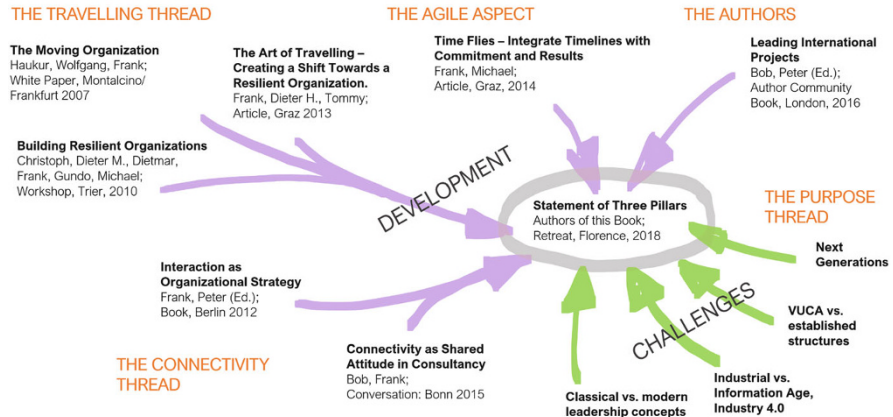 THE TRAVELLING THREAD
The Moving Organization
Haukur, Wolfgang, Frank;
White Paper, Montalcino/
Frankfurt 2007
The Art of Travelling –
Creating a Shift Towards a
Resilient Organization.
Frank, Dieter H., Tommy;
Article, Graz 2013
Building Resilient Organizations
Christoph, Dieter M., Dietmar,
Frank, Gundo, Michael;
Workshop, Trier, 2010
THE AGILE ASPECT
Time Flies – Integrate Timelines with
Commitment and Results
Frank, Michael;
Article, Graz, 2014
THE AUTHORS
Leading International
Projects
Bob, Peter (Ed.);
Author Community
Book, London, 2016
DEVELOPMENT
Statement of Three Pillars
Authors of this Book;
Retreat, Florence, 2018
THE PURPOSE
THREAD
Next
Generations
VUCA vs.
established
structures
CHALLENGES
Industrial vs.
Information Age,
Industry 4.0
Classical vs. modern
leadership concepts
Interaction as
Organizational Strategy
Frank, Peter (Ed.);
Book, Berlin 2012
THE CONNECTIVITY
THREAD
Connectivity as Shared
Attitude in Consultancy
Bob, Frank;
Conversation: Bonn 2015